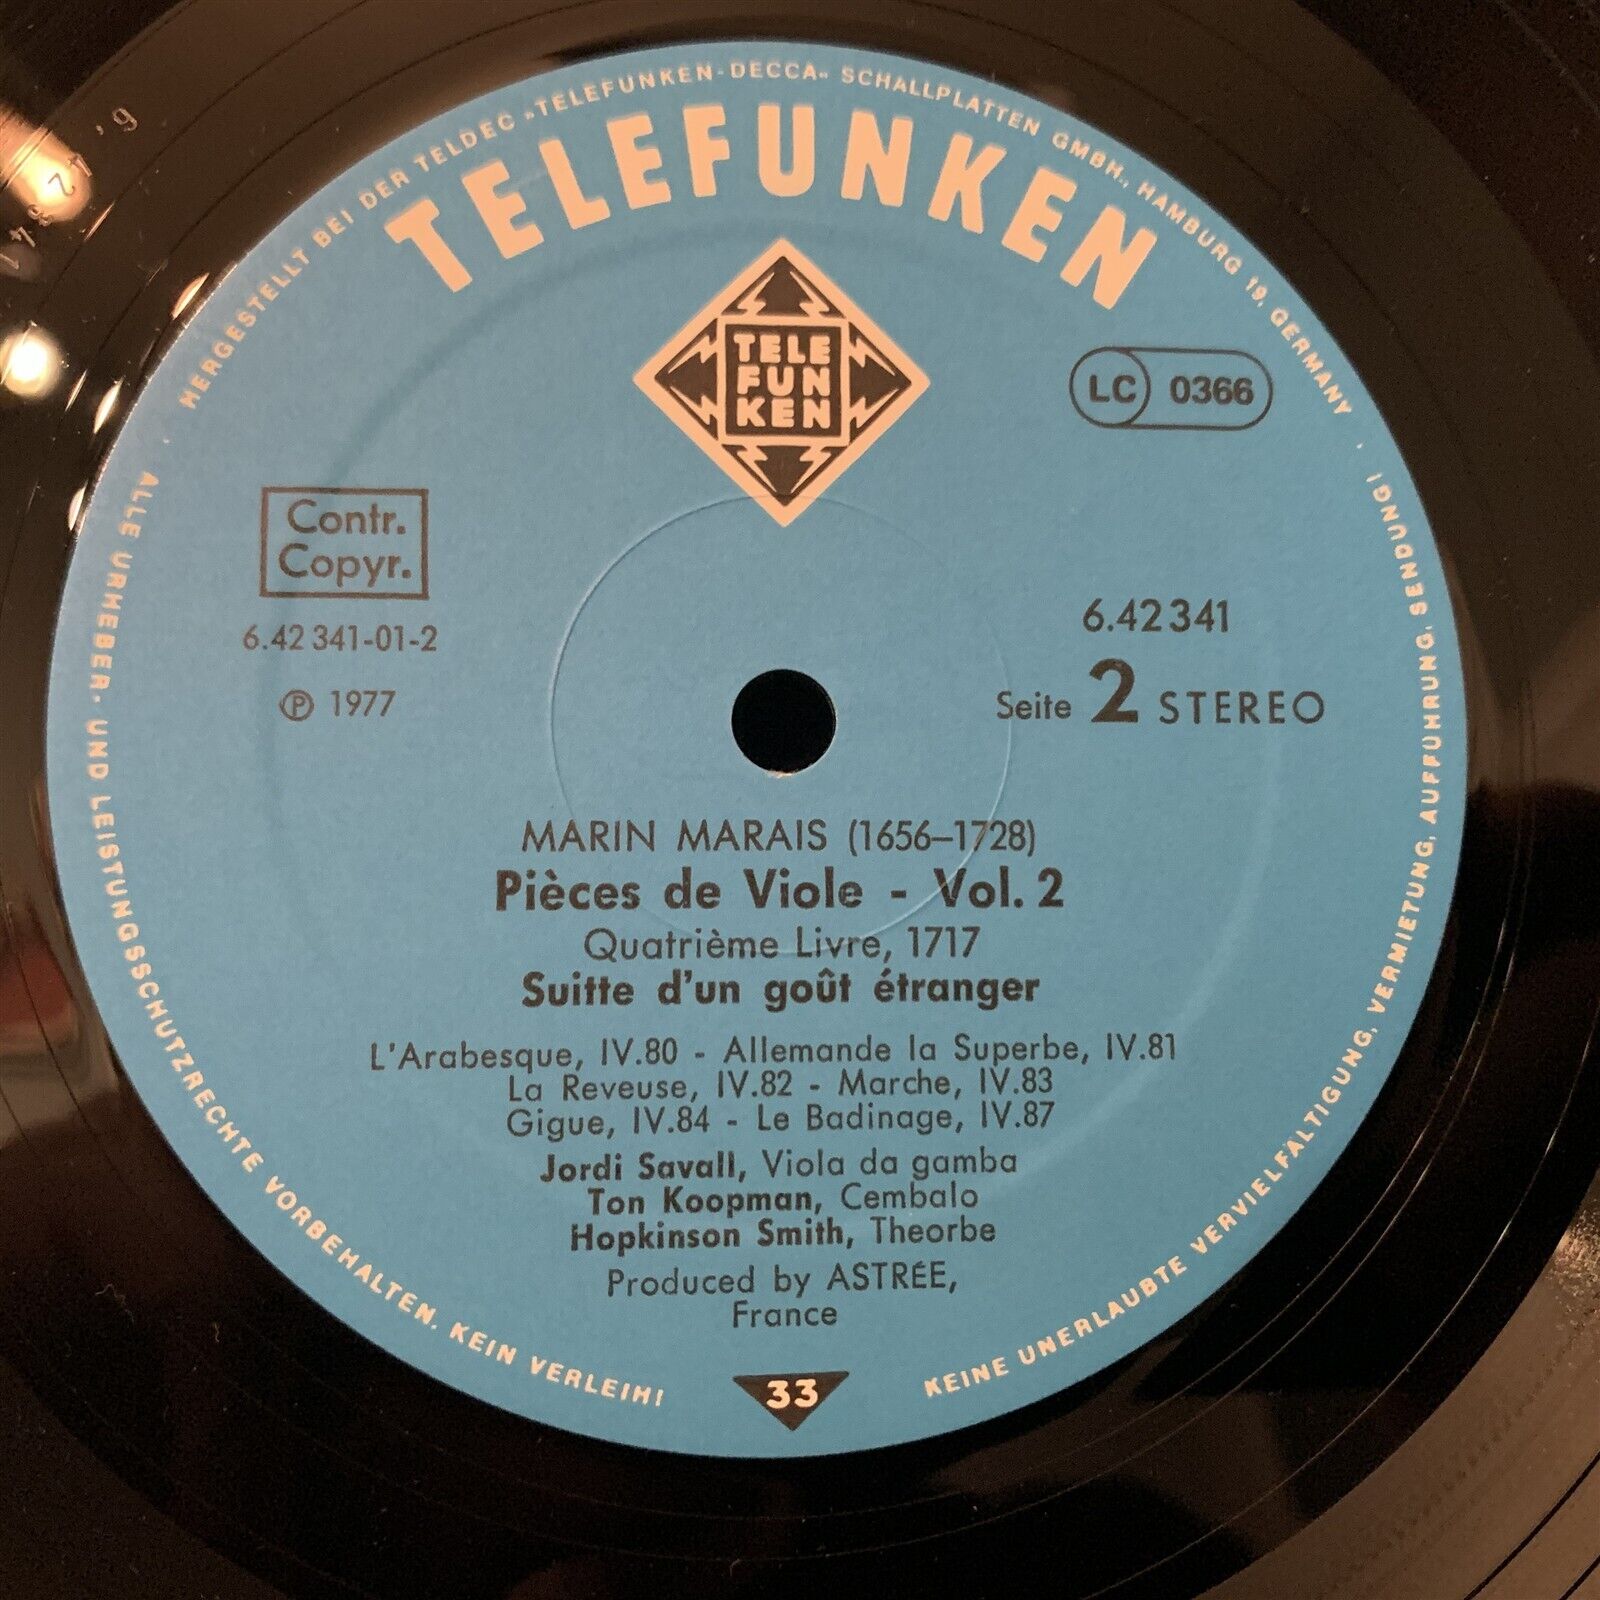 HERGESTELLT BEI DER TELDEC »TELEFUNKEN-DECCA« SCHALLPLATTEN GMBH., HAMBURG 19, GERMANY
TELEFUNKEN
TELE
FUN
KEN
LC 0366
Contr.
Copyr.
6.42 341-01-2
Ⓟ 1977
6.42 341
Seite 2 STEREO
MARIN MARAIS (1656–1728)
Pièces de Viole - Vol. 2
Quatrième Livre, 1717
Suitte d'un goût étranger
L'Arabesque, IV.80 - Allemande la Superbe, IV.81
La Reveuse, IV.82 - Marche, IV.83
Gigue, IV.84 - Le Badinage, IV.87
Jordi Savall, Viola da gamba
Ton Koopman, Cembalo
Hopkinson Smith, Theorbe
Produced by ASTRÉE,
France
33
ALLE URHEBER- UND LEISTUNGSSCHUTZRECHTE VORBEHALTEN. KEIN VERLEIH!
KEINE UNERLAUBTE VERVIELFÄLTIGUNG, VERMIETUNG, AUFFÜHRUNG, SENDUNG!